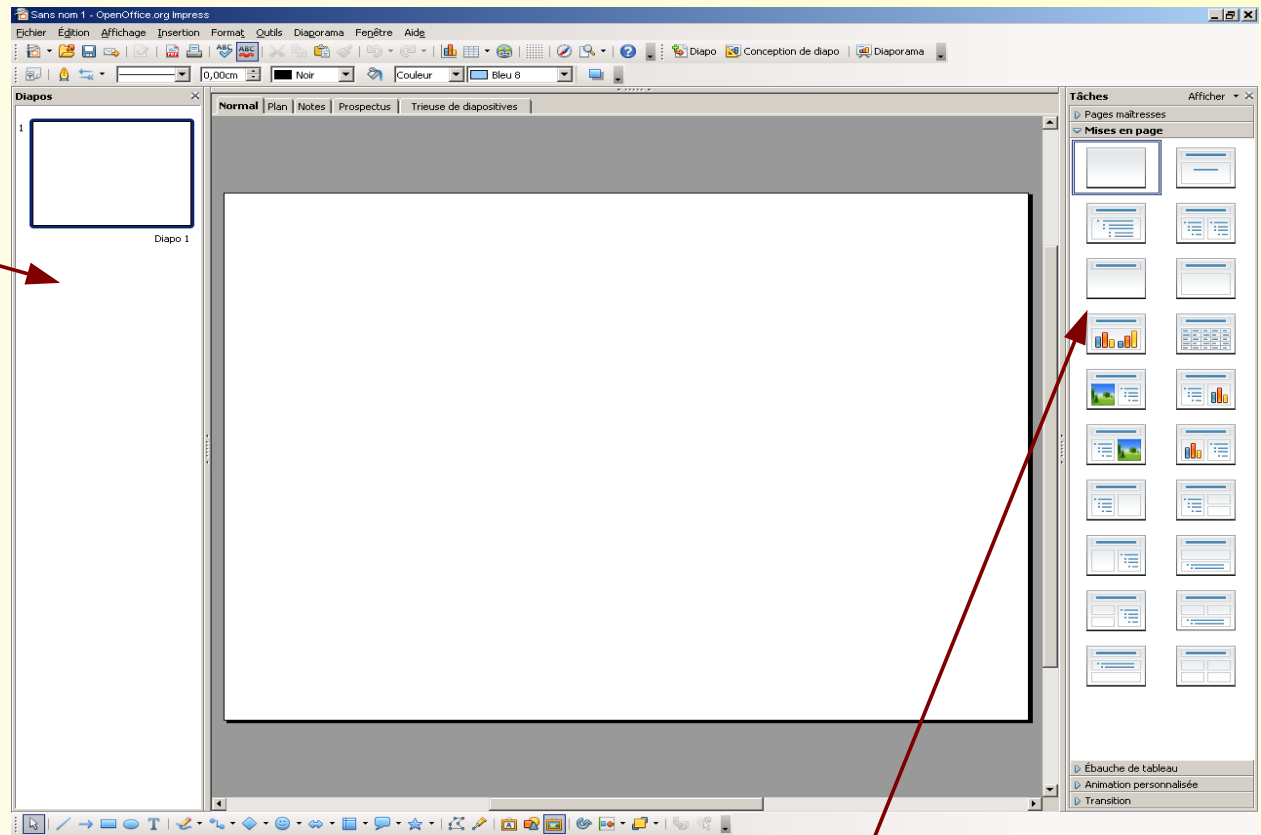 Sans nom 1 - OpenOffice.org Impress
Fichier Édition Affichage Insertion Format Outils Diaporama Fenêtre Aide
Diapo Conception de diapo Diaporama
0,00cm Noir Couleur Bleu 8
Diapos
Normal Plan Notes Prospectus Trieuse de diapositives
Tâches Afficher
Pages maîtresses
Mises en page
1
Diapo 1
Ébauche de tableau
Animation personnalisée
Transition